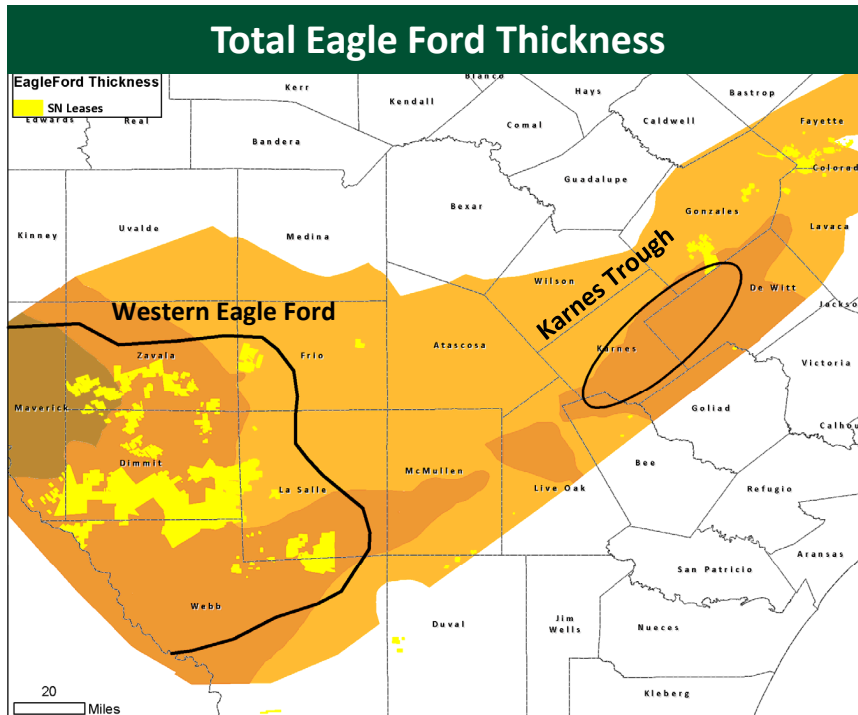 Total Eagle Ford Thickness
EagleFord Thickness
SN Leases
Blanco
Kerr
Hays
Bastrop
Kendall
Edwards
Real
Comal
Caldwell
Fayette
Bandera
Colorad
Guadalupe
Bexar
Gonzales
Kinney
Uvalde
Medina
Lavaca
Wilson
Karnes Trough
De Witt
Western Eagle Ford
Jackso
Atascosa
Zavala
Frio
Karnes
Victoria
Maverick
Goliad
Calhou
Dimmit
McMullen
Bee
La Salle
Live Oak
Refugio
Aransas
San Patricio
Webb
Duval
Jim
Wells
Nueces
20
Miles
Kleberg